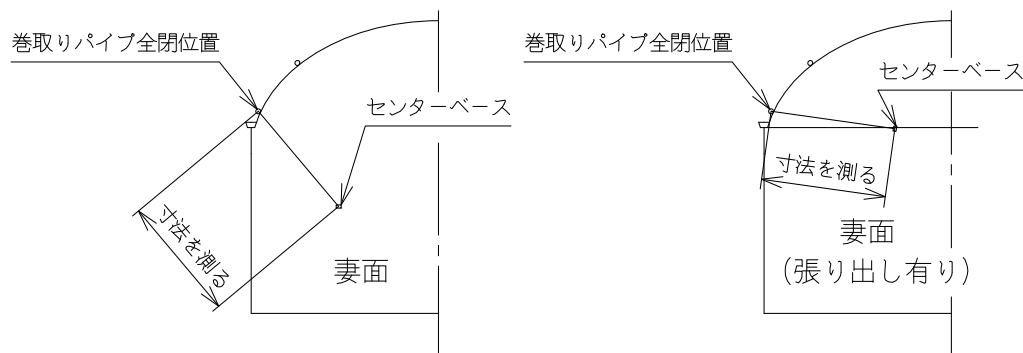 巻取りパイプ全閉位置
センターベース
寸法を測る
妻面
巻取りパイプ全閉位置
センターベース
寸法を測る
妻面
(張り出し有り)